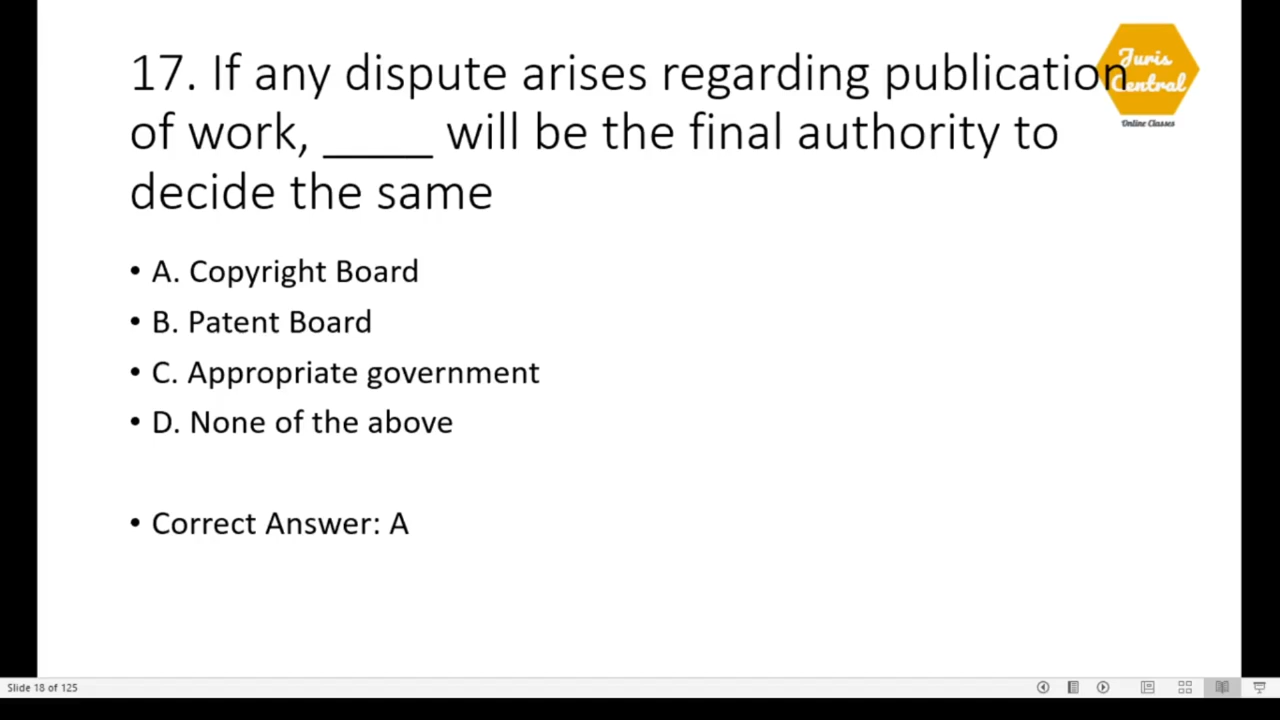 17. If any dispute arises regarding publication
of work, ____ will be the final authority to
decide the same
Juris
Central
Online Classes
• A. Copyright Board
• B. Patent Board
• C. Appropriate government
• D. None of the above
• Correct Answer: A
Slide 18 of 125